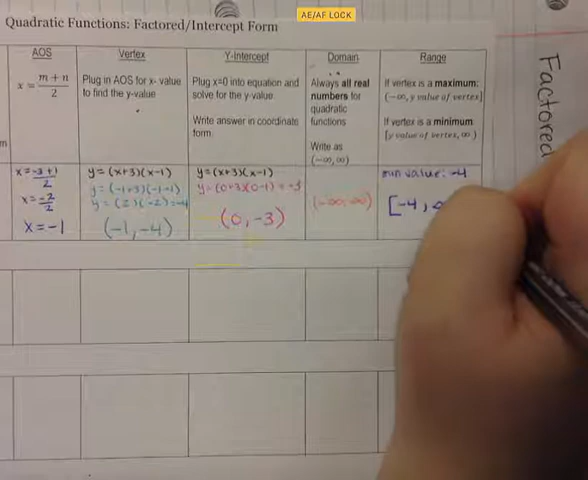 AE/AF LOCK
Quadratic Functions: Factored/Intercept Form
Factored
AOS
x = m + n / 2
x = -3+1 / 2
x = -2 / 2
x = -1
Vertex
Plug in AOS for x- value
to find the y-value
y = (x+3)(x-1)
y = (-1+3)(-1-1)
y = (2)(-2) = -4
(-1, -4)
Y-Intercept
Plug x=0 into equation and
solve for the y-value.
Write answer in coordinate
form.
y = (x+3)(x-1)
y = (0+3)(0-1) = -3
(0, -3)
Domain
Always all real
numbers for
quadratic
functions
Write as
(−∞, ∞)
(-∞, ∞)
Range
If vertex is a maximum:
(−∞, y value of vertex]
If vertex is a minimum
[y value of vertex, ∞)
min value: -4
[-4, ∞